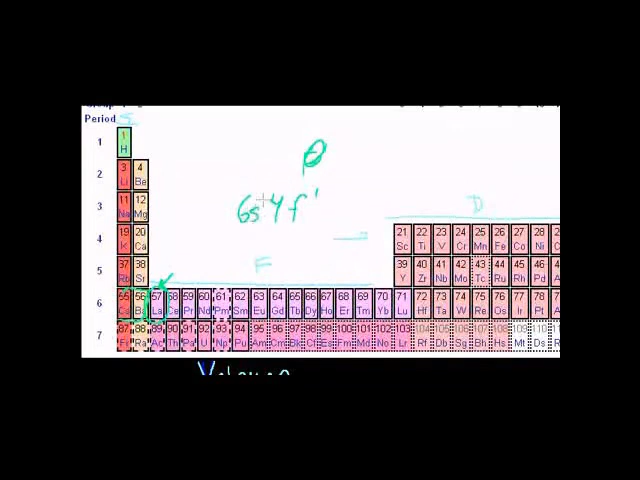 Period S
1 1 H
2 3 Li 4 Be
6s 4f¹
3 11 Na 12 Mg D
4 19 K 20 Ca 21 Sc 22 Ti 23 V 24 Cr 25 Mn 26 Fe 27 Co 28 Ni
F
5 37 Rb 38 Sr 39 Y 40 Zr 41 Nb 42 Mo 43 Tc 44 Ru 45 Rh 46 Pd
6 55 Cs 56 Ba 57 La 58 Ce 59 Pr 60 Nd 61 Pm 62 Sm 63 Eu 64 Gd 65 Tb 66 Dy 67 Ho 68 Er 69 Tm 70 Yb 71 Lu 72 Hf 73 Ta 74 W 75 Re 76 Os 77 Ir 78 Pt
7 87 Fr 88 Ra 89 Ac 90 Th 91 Pa 92 U 93 Np 94 Pu 95 Am 96 Cm 97 Bk 98 Cf 99 Es 100 Fm 101 Md 102 No 103 Lr 104 Rf 105 Db 106 Sg 107 Bh 108 Hs 109 Mt 110 Ds